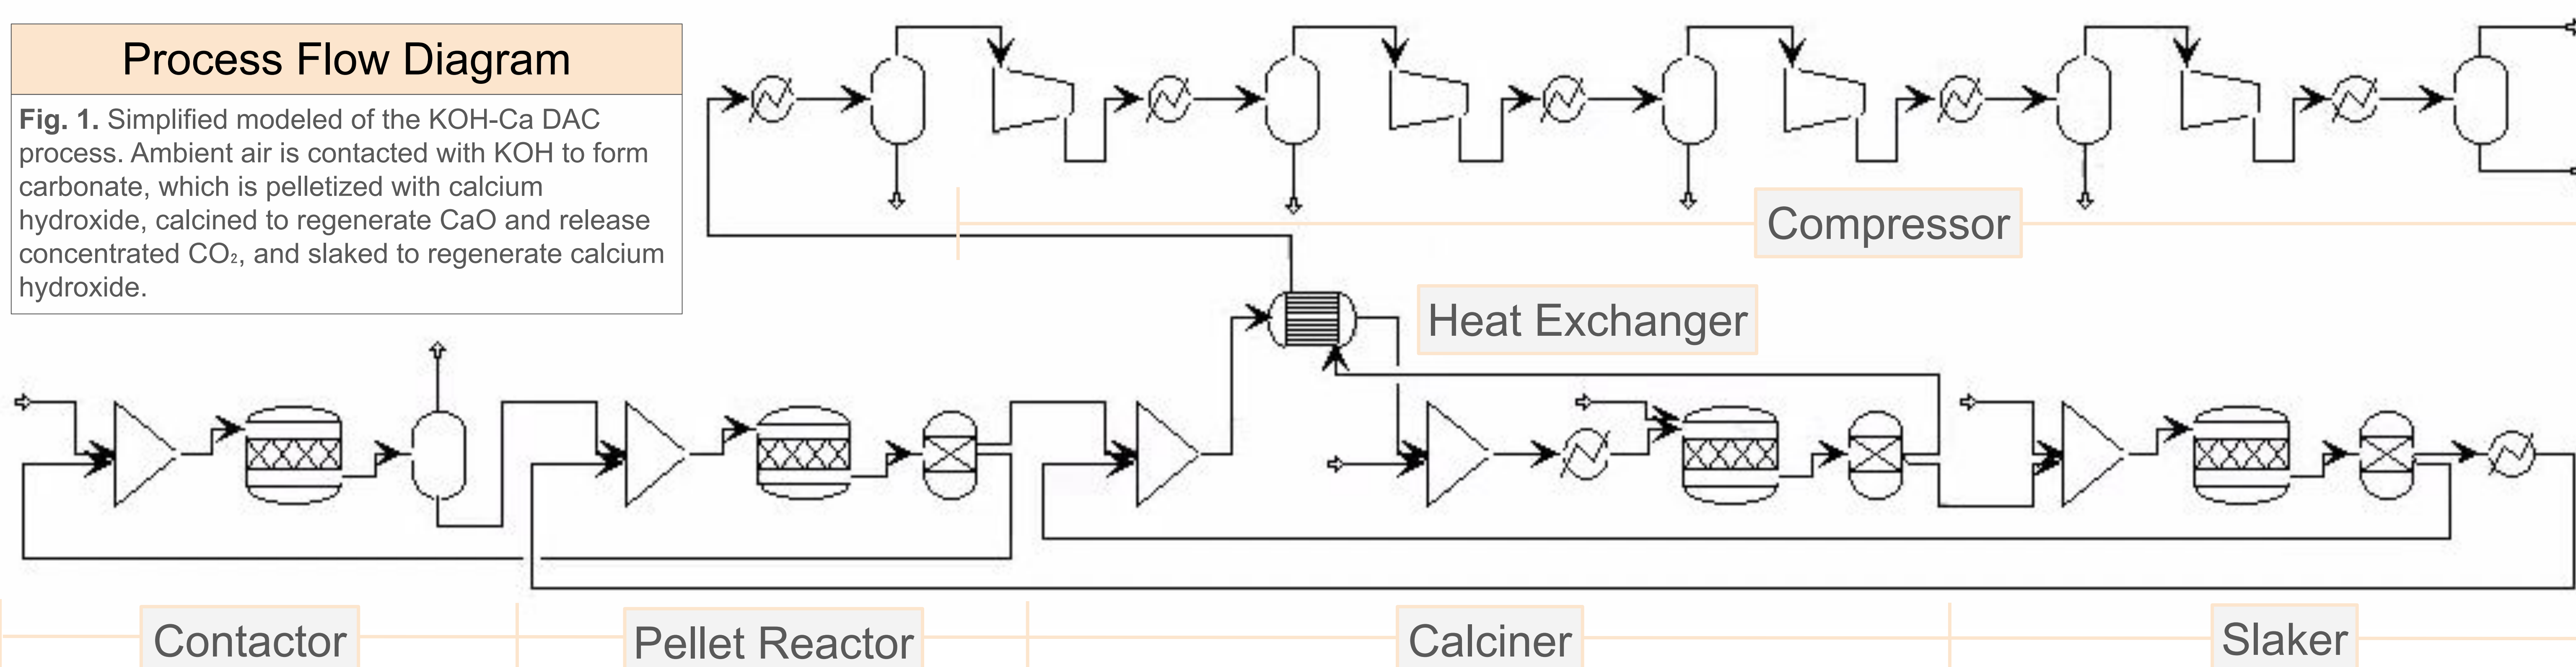 Process Flow Diagram
Fig. 1. Simplified modeled of the KOH-Ca DAC
process. Ambient air is contacted with KOH to form
carbonate, which is pelletized with calcium
hydroxide, calcined to regenerate CaO and release
concentrated CO₂, and slaked to regenerate calcium
hydroxide.
Compressor
Heat Exchanger
Contactor
Pellet Reactor
Calciner
Slaker